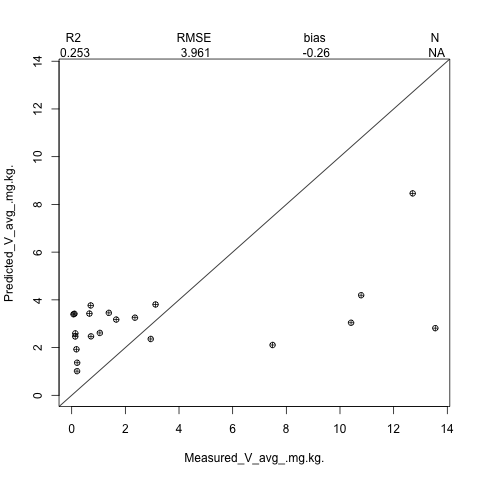 R2 RMSE bias N
0.253 3.961 -0.26 NA
14
12
10
8
6
4
2
0
Predicted_V_avg_.mg.kg.
0 2 4 6 8 10 12 14
Measured_V_avg_.mg.kg.